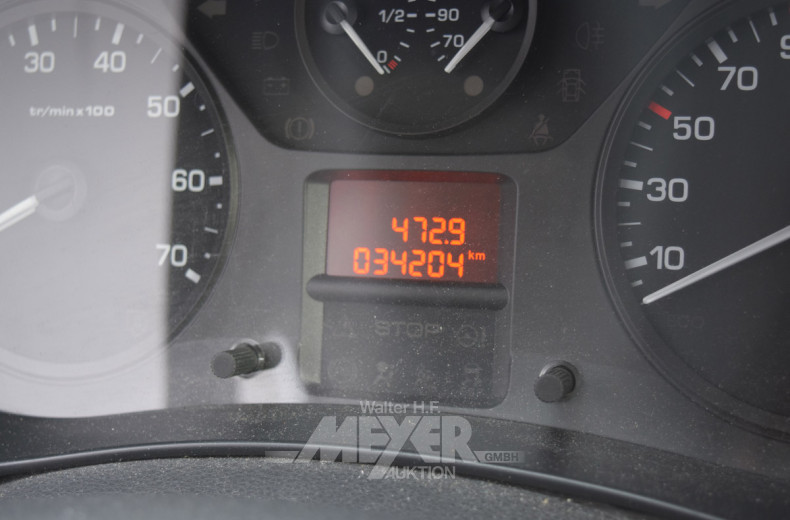 1/2 90
0 70
30 40 50 60 70
tr/min x 100
472.9
034204 km
STOP
10 30 50 70
Walter H.F.
MEYER GMBH
AUKTION